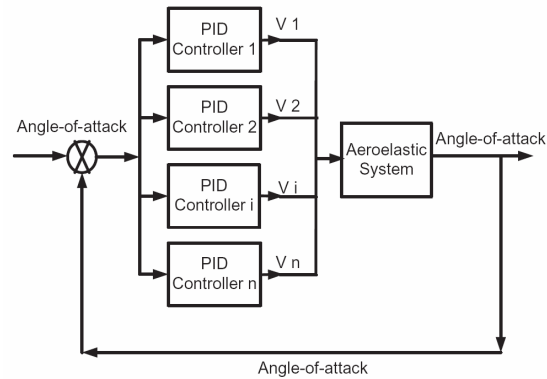 PID
Controller 1
V 1
PID
Controller 2
V 2
Angle-of-attack
Aeroelastic
System
Angle-of-attack
PID
Controller i
V i
PID
Controller n
V n
Angle-of-attack